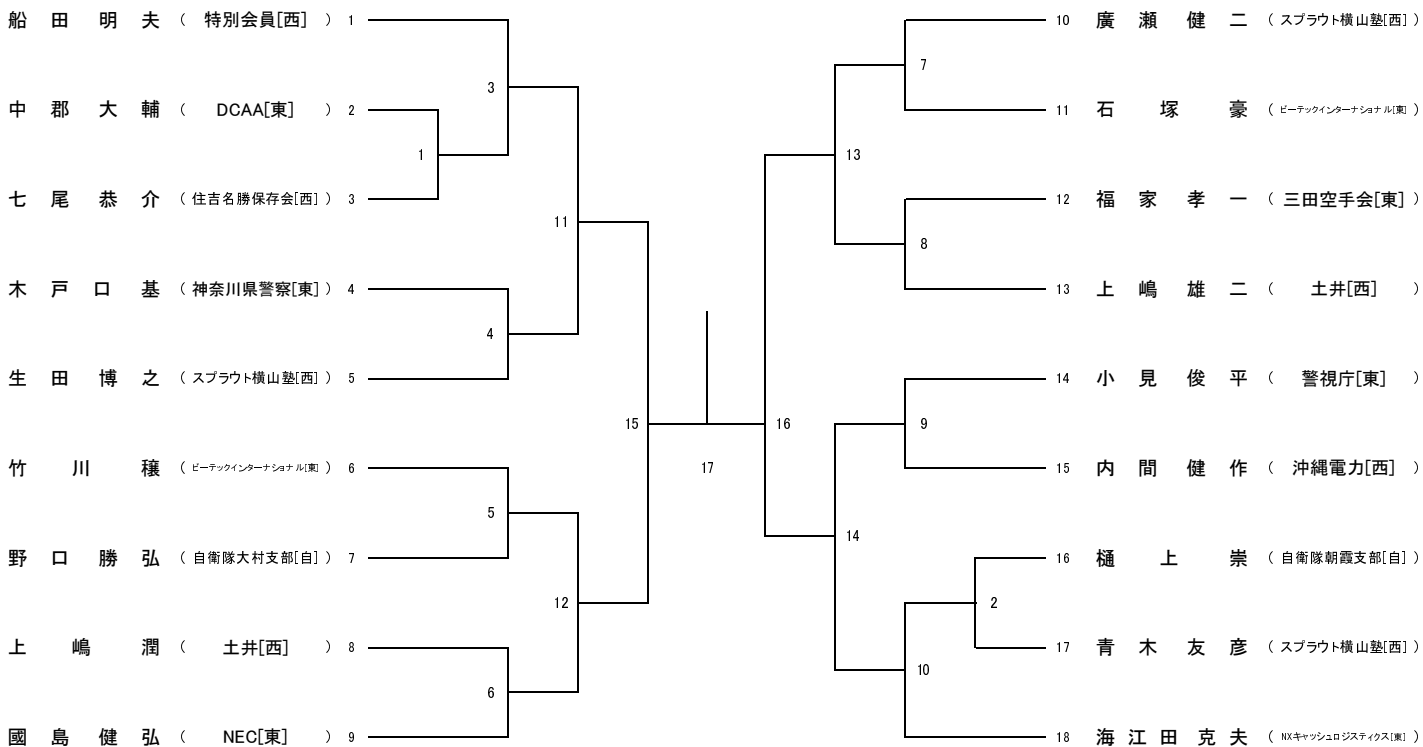 船田明夫 （ 特別会員[西] ） 1
3
中郡大輔 （ DCAA[東] ） 2
1
七尾恭介 （ 住吉名勝保存会[西] ） 3
11
木戸口基 （ 神奈川県警察[東] ） 4
4
生田博之 （ スプラウト横山塾[西] ） 5
15
竹川穣 （ ビーテックインターナショナル[東] ） 6
5
野口勝弘 （ 自衛隊大村支部[自] ） 7
12
上嶋潤 （ 土井[西] ） 8
6
國島健弘 （ NEC[東] ） 9
17
10 廣瀬健二 （ スプラウト横山塾[西] ）
7
11 石塚豪 （ ビーテックインターナショナル[東] ）
13
12 福家孝一 （ 三田空手会[東] ）
8
13 上嶋雄二 （ 土井[西] ）
16
14 小見俊平 （ 警視庁[東] ）
9
15 内間健作 （ 沖縄電力[西] ）
14
16 樋上崇 （ 自衛隊朝霞支部[自] ）
2
17 青木友彦 （ スプラウト横山塾[西] ）
10
18 海江田克夫 （ NXキャッシュロジスティクス[東] ）